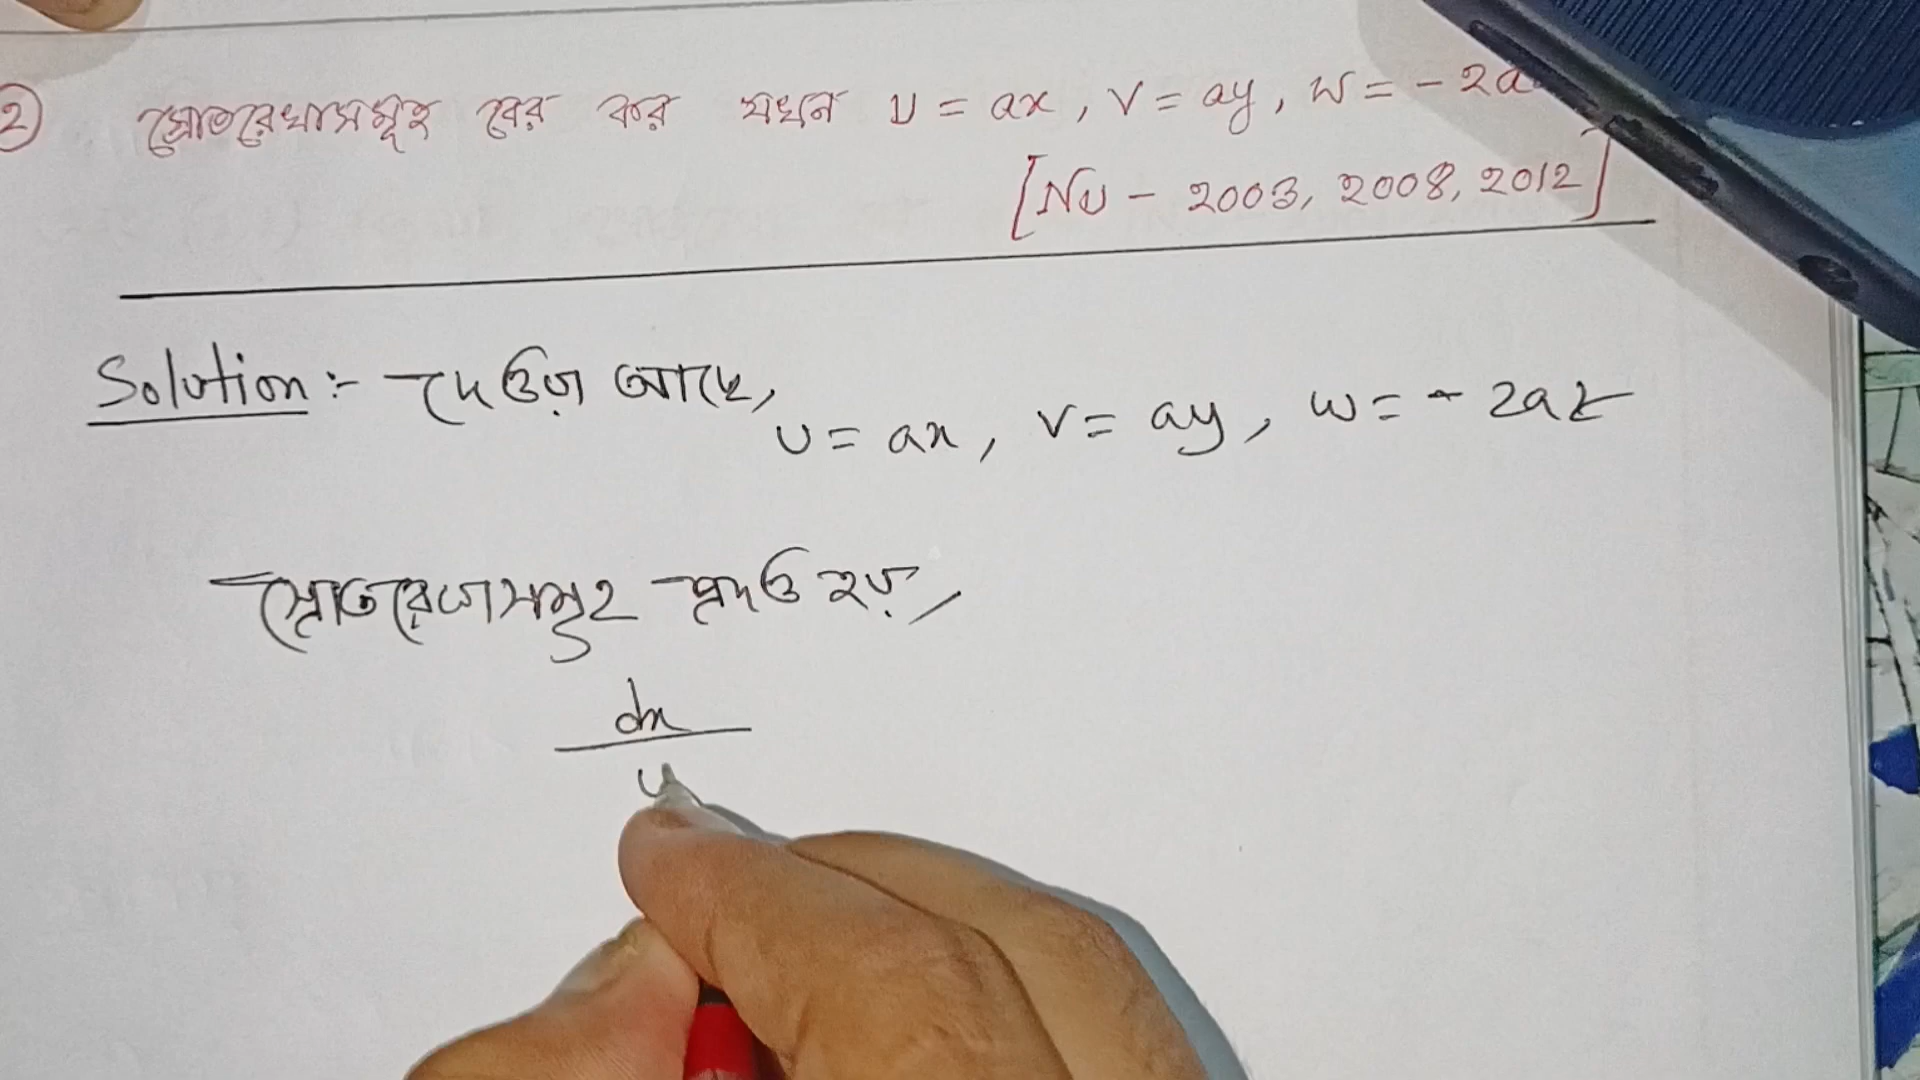 2 স্রোতরেখাসমূহ বের কর যখন u = ax, v = ay, w = - 2a
[NU - 2003, 2008, 2012]
Solution :- দেওয়া আছে,
u = ax, v = ay, w = - 2az
স্রোতরেখাসমূহ প্রদত্ত হয়,
dx
u